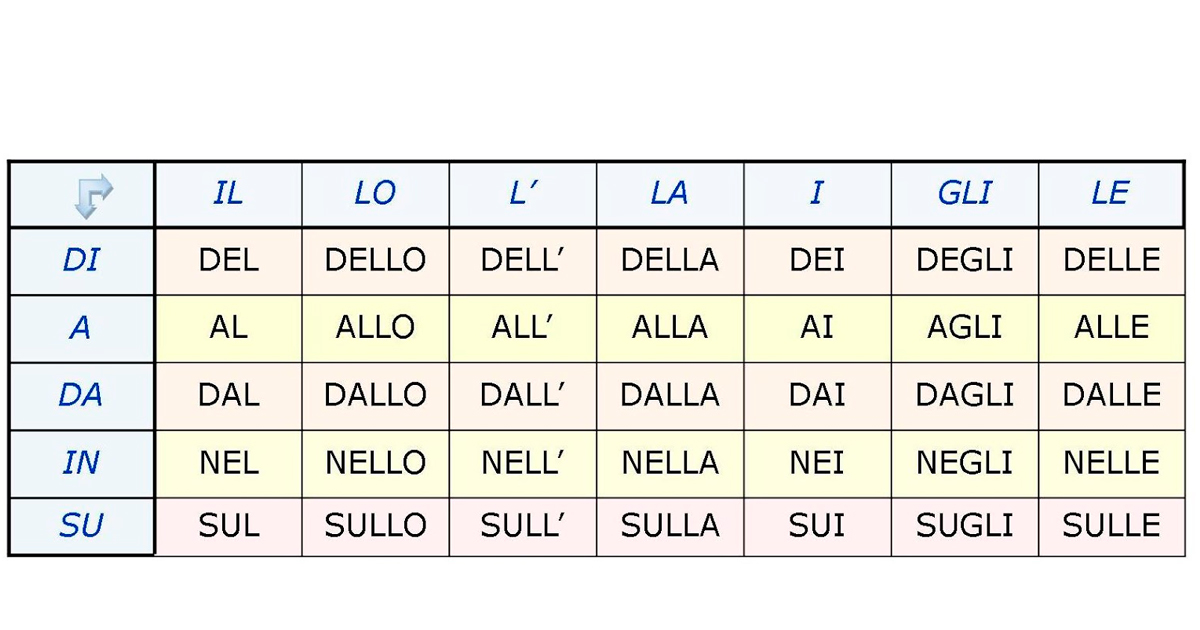 IL LO L’ LA I GLI LE
DI DEL DELLO DELL’ DELLA DEI DEGLI DELLE
A AL ALLO ALL’ ALLA AI AGLI ALLE
DA DAL DALLO DALL’ DALLA DAI DAGLI DALLE
IN NEL NELLO NELL’ NELLA NEI NEGLI NELLE
SU SUL SULLO SULL’ SULLA SUI SUGLI SULLE